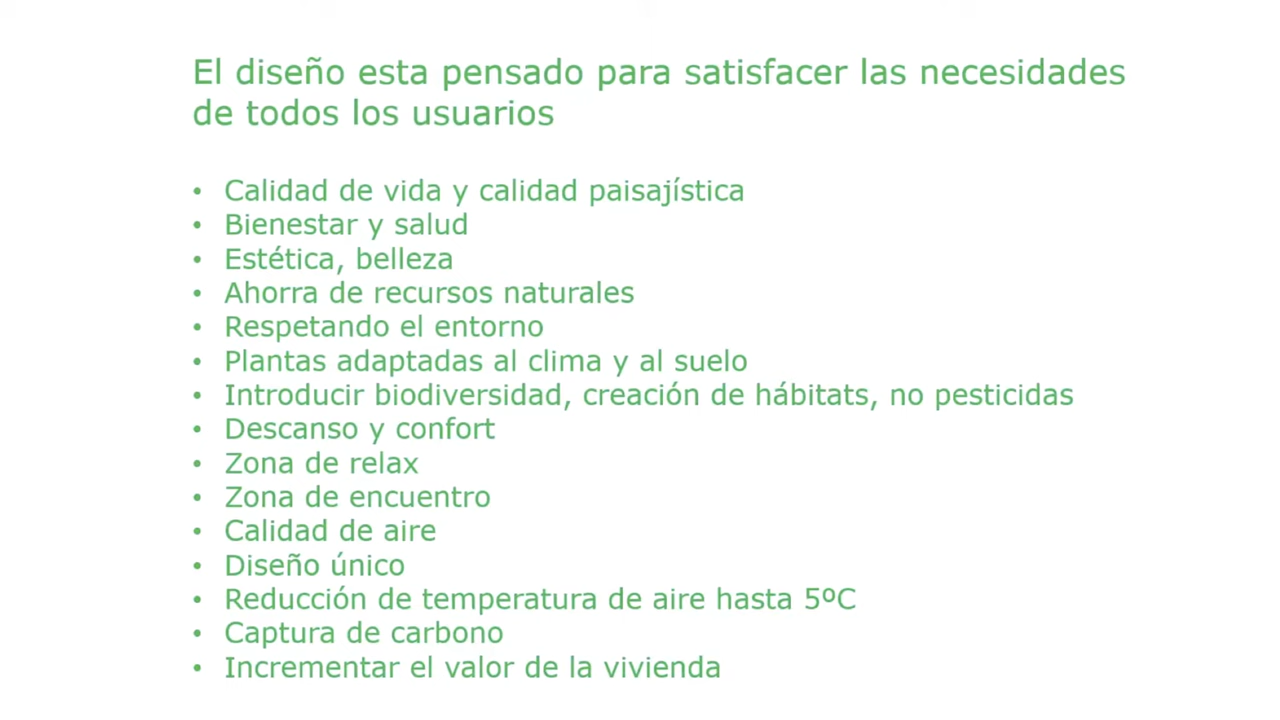 El diseño esta pensado para satisfacer las necesidades
de todos los usuarios
• Calidad de vida y calidad paisajística
• Bienestar y salud
• Estética, belleza
• Ahorra de recursos naturales
• Respetando el entorno
• Plantas adaptadas al clima y al suelo
• Introducir biodiversidad, creación de hábitats, no pesticidas
• Descanso y confort
• Zona de relax
• Zona de encuentro
• Calidad de aire
• Diseño único
• Reducción de temperatura de aire hasta 5ºC
• Captura de carbono
• Incrementar el valor de la vivienda